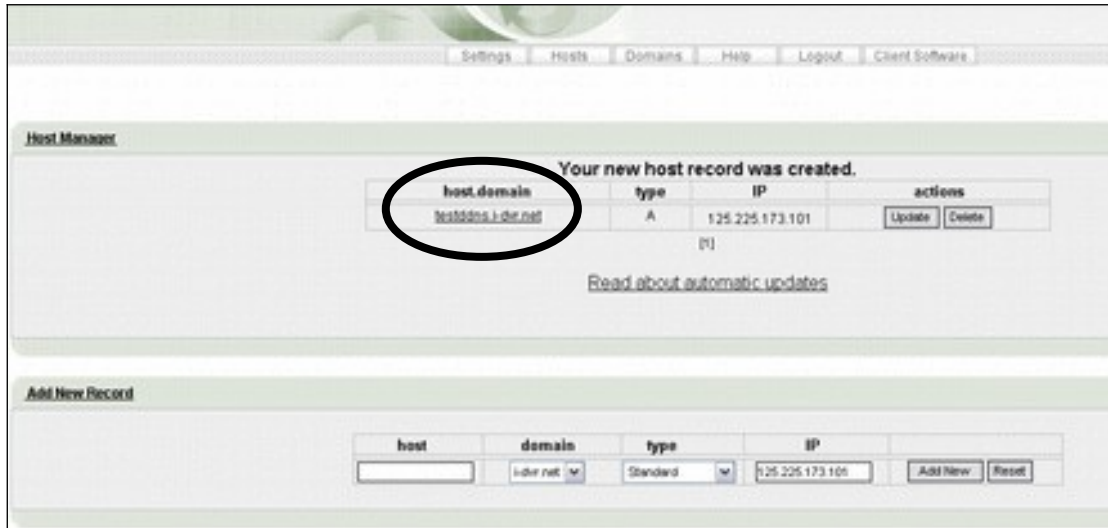 Settings Hosts Domains Help Logout Client Software
Host Manager
Your new host record was created.
host.domain type IP actions
testddns.i-dvr.net A 125.225.173.101 Update Delete
[1]
Read about automatic updates
Add New Record
host domain type IP
i-dvr.net Standard 125.225.173.101 Add New Reset